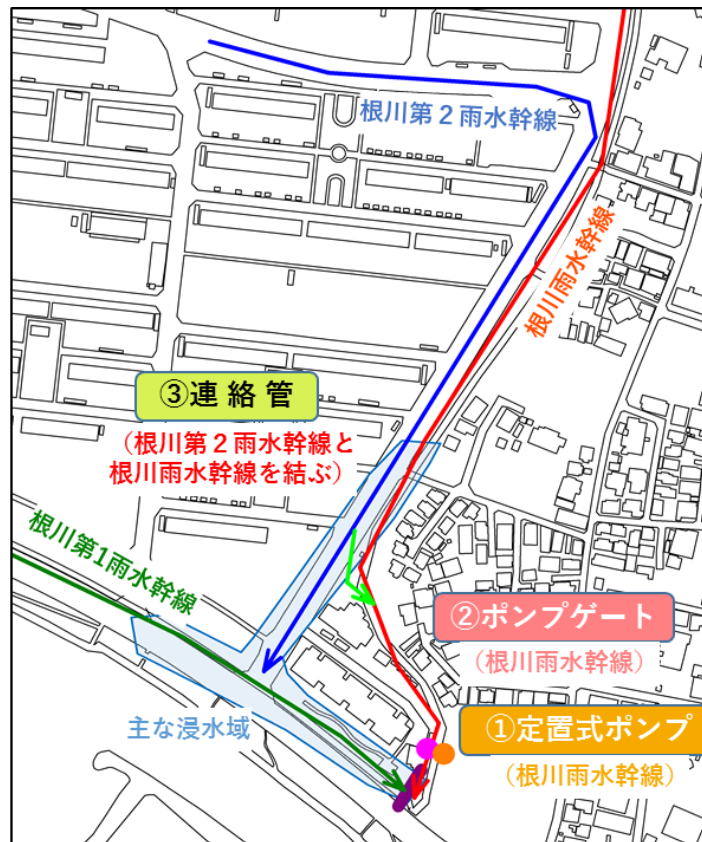 根川第２雨水幹線
根川雨水幹線
③連 絡 管
（根川第２雨水幹線と
根川雨水幹線を結ぶ）
根川第1雨水幹線
②ポンプゲート
（根川雨水幹線）
主な浸水域
①定置式ポンプ
（根川雨水幹線）